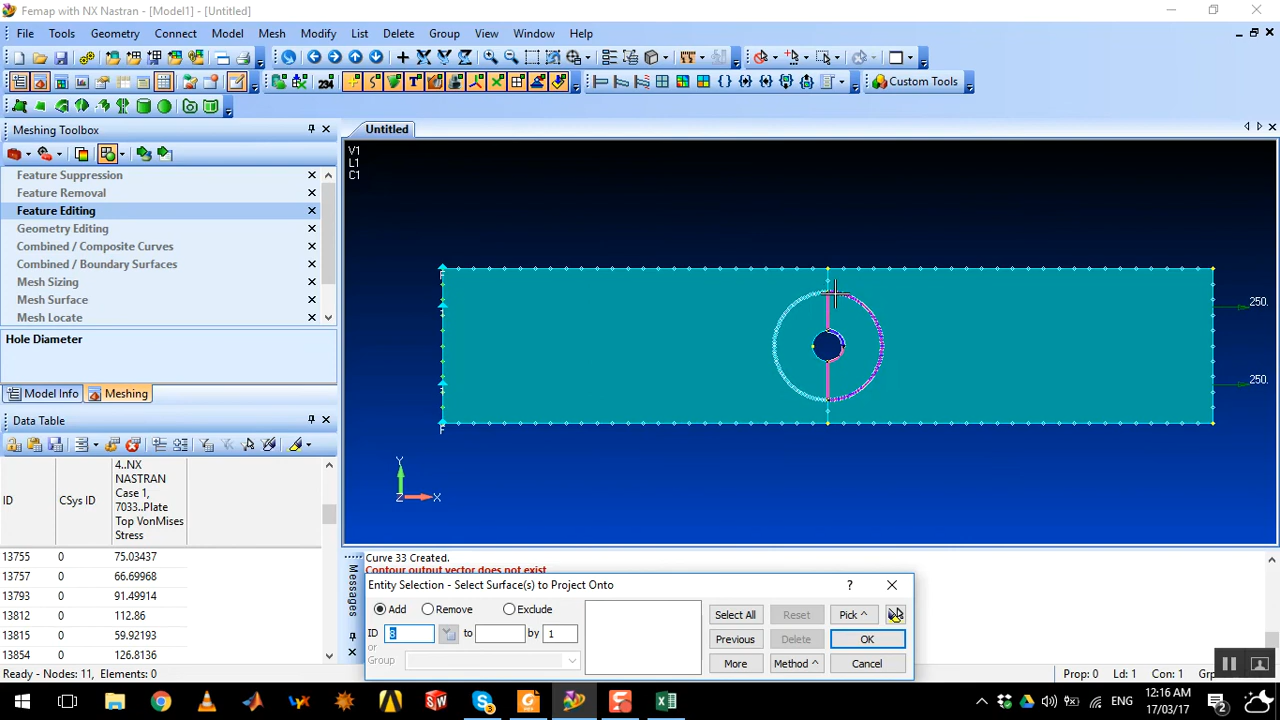 Femap with NX Nastran - [Model1] - [Untitled]
File Tools Geometry Connect Model Mesh Modify List Delete Group View Window Help
234
Custom Tools
Meshing Toolbox
Untitled
V1
L1
C1
Feature Suppression
Feature Removal
Feature Editing
Geometry Editing
Combined / Composite Curves
Combined / Boundary Surfaces
Mesh Sizing
Mesh Surface
Mesh Locate
Hole Diameter
Model Info Meshing
Data Table
ID
CSys ID
4..NX
NASTRAN
Case 1,
7033..Plate
Top VonMises
Stress
13755 0 75.03437
13757 0 66.69968
13793 0 91.49914
13812 0 112.86
13815 0 59.92193
13854 0 126.8136
F
1
1
F
250.
250.
Y
Z X
Messages
Curve 33 Created.
Contour output vector does not exist
Entity Selection - Select Surface(s) to Project Onto
Add Remove Exclude
ID 8 to by 1
or
Group
Select All Reset Pick ^
Previous Delete OK
More Method ^ Cancel
Ready - Nodes: 11, Elements: 0
Prop: 0 Ld: 1 Con: 1 Grp
ENG
12:16 AM
17/03/17
2